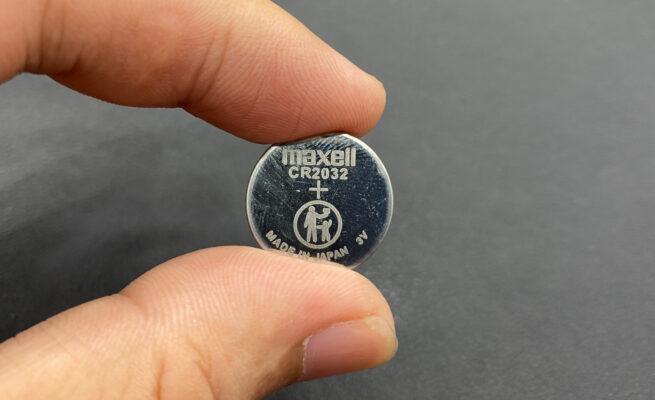 maxell
CR2032
+
MADE IN JAPAN 3V